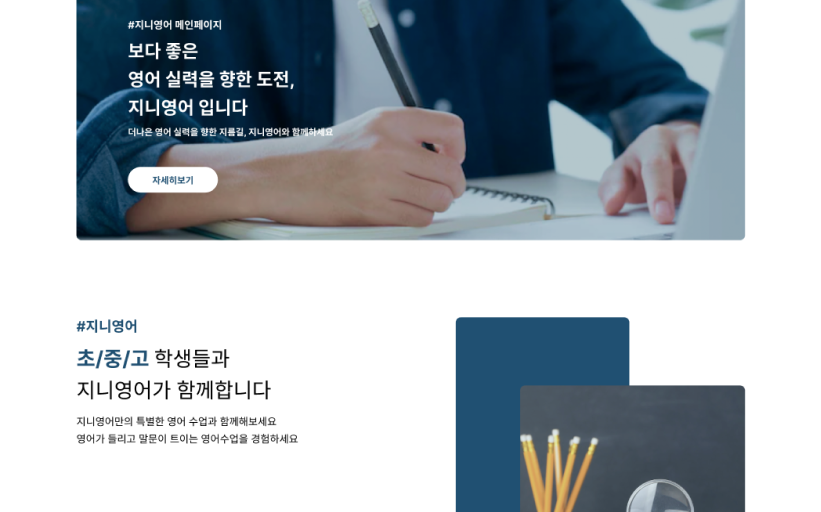 #지니영어 메인페이지
보다 좋은
영어 실력을 향한 도전,
지니영어 입니다
더나은 영어 실력을 향한 지름길, 지니영어와 함께하세요
자세히보기
#지니영어
초/중/고 학생들과
지니영어가 함께합니다
지니영어만의 특별한 영어 수업과 함께해보세요
영어가 들리고 말문이 트이는 영어수업을 경험하세요